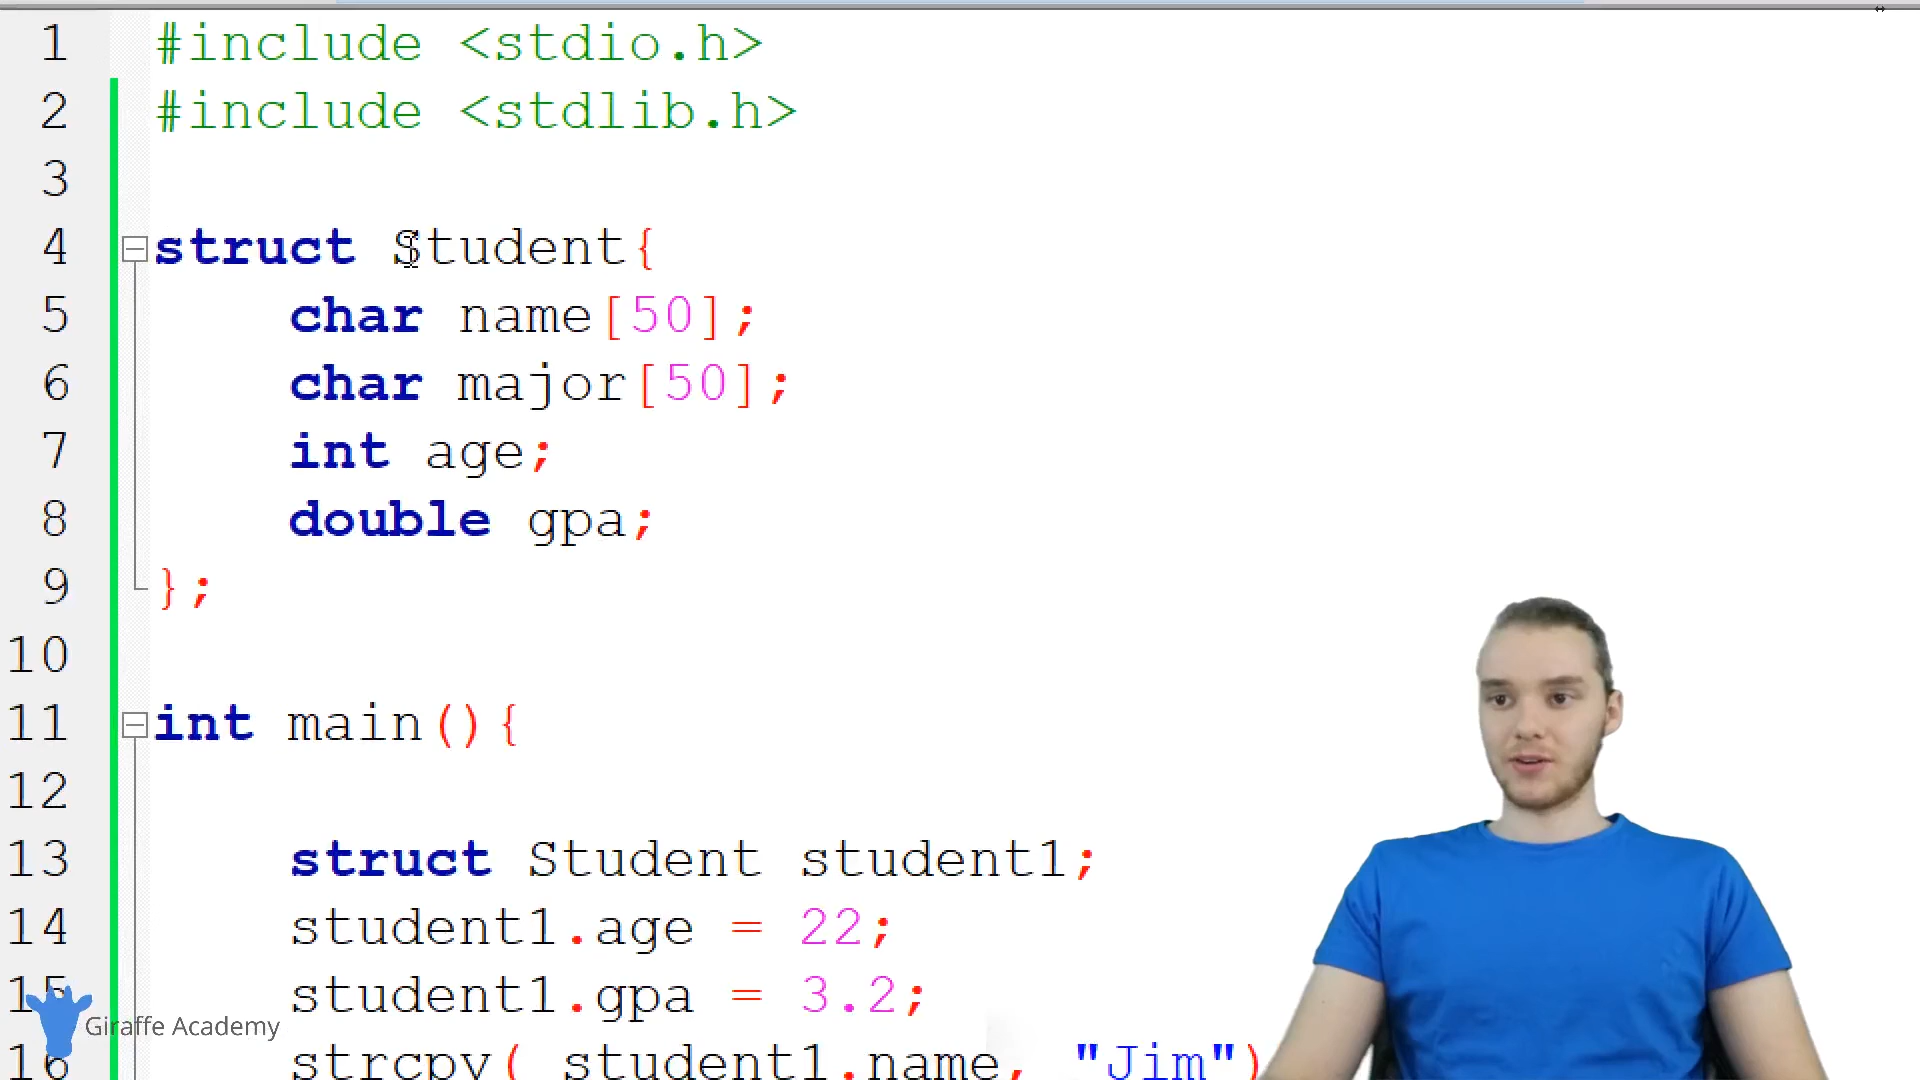 1 #include <stdio.h>
2 #include <stdlib.h>
3
4 struct Student{
5 char name[50];
6 char major[50];
7 int age;
8 double gpa;
9 };
10
11 int main(){
12
13 struct Student student1;
14 student1.age = 22;
15 student1.gpa = 3.2;
Giraffe Academy
16 strcpy( student1.name, "Jim")